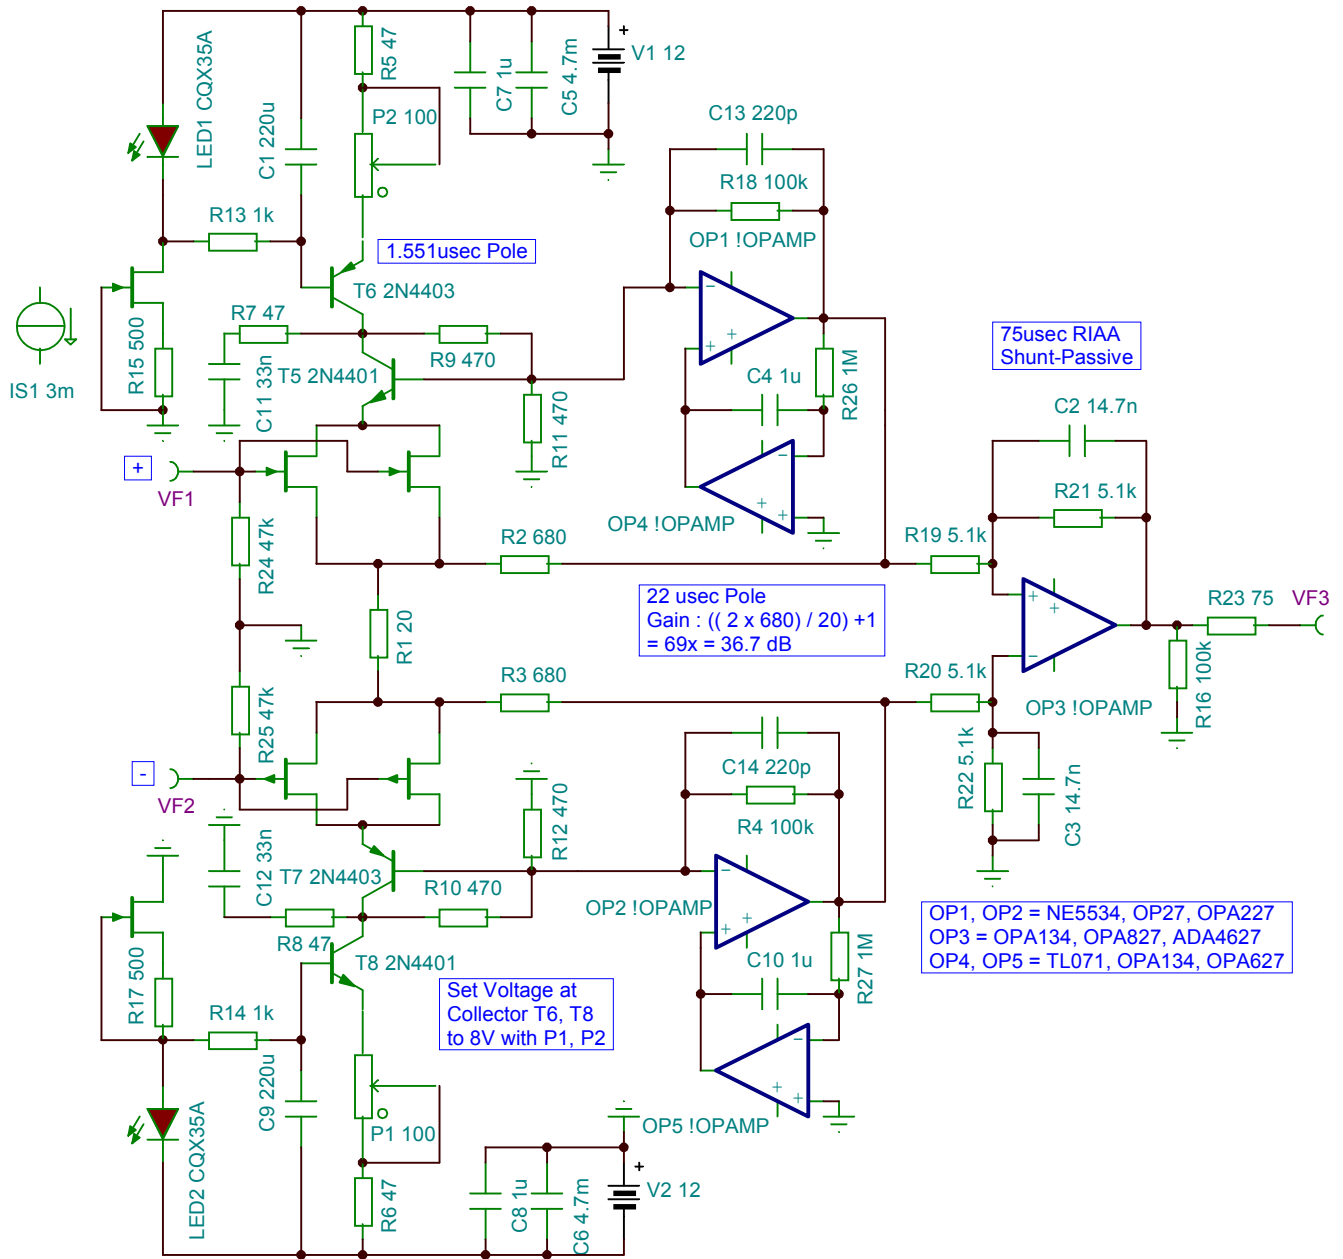 R5 47
V1 12
C7 1u
C5 4.7m
LED1 CQX35A
C1 220u
P2 100
C13 220p
R18 100k
OP1 !OPAMP
R13 1k
1.551usec Pole
T6 2N4403
R7 47
R9 470
R15 500
IS1 3m
C11 33n
T5 2N4401
R11 470
C4 1u
R26 1M
75usec RIAA
Shunt-Passive
C2 14.7n
R21 5.1k
+
VF1
OP4 !OPAMP
R24 47k
R2 680
R19 5.1k
22 usec Pole
Gain : (( 2 x 680) / 20) +1
= 69x = 36.7 dB
R1 20
R23 75
VF3
R3 680
R20 5.1k
R16 100k
OP3 !OPAMP
R25 47k
-
VF2
C14 220p
R4 100k
R22 5.1k
C3 14.7n
R12 470
C12 33n
T7 2N4403
R10 470
OP2 !OPAMP
R8 47
T8 2N4401
C10 1u
R27 1M
OP1, OP2 = NE5534, OP27, OPA227
OP3 = OPA134, OPA827, ADA4627
OP4, OP5 = TL071, OPA134, OPA627
R17 500
R14 1k
Set Voltage at
Collector T6, T8
to 8V with P1, P2
C9 220u
P1 100
OP5 !OPAMP
LED2 CQX35A
R6 47
C8 1u
C6 4.7m
V2 12